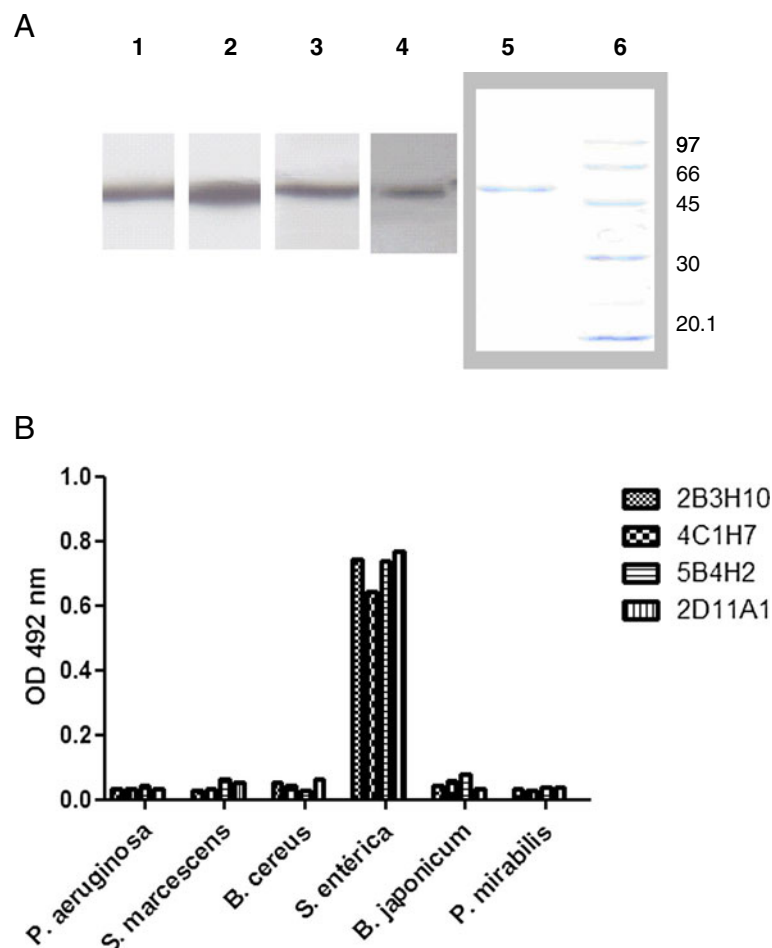 A
1 2 3 4 5 6
97
66
45
30
20.1
B
1.0
0.8
0.6
0.4
0.2
0.0
OD 492 nm
2B3H10
4C1H7
5B4H2
2D11A1
P. aeruginosa
S. marcescens
B. cereus
S. entérica
B. japonicum
P. mirabilis